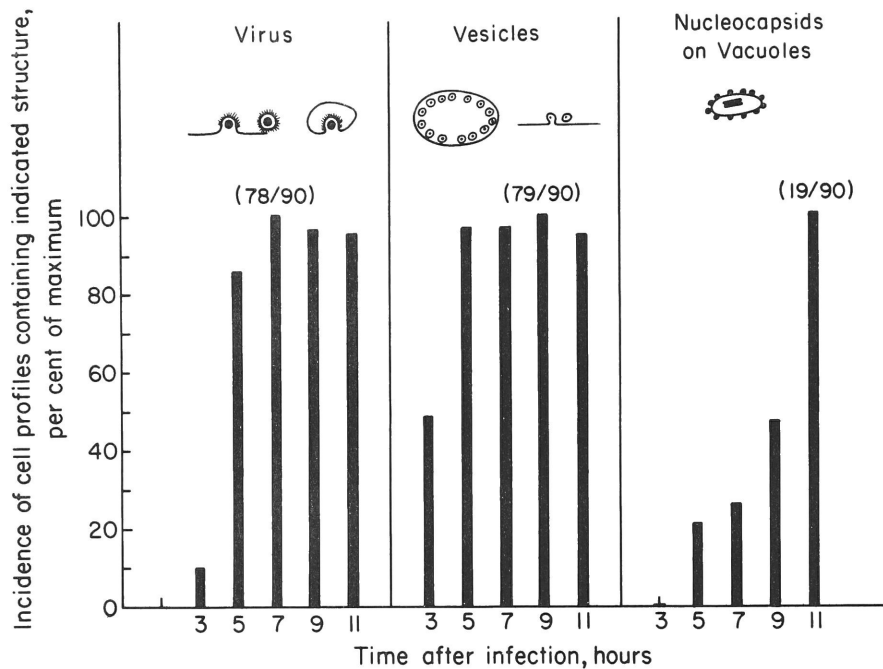 Incidence of cell profiles containing indicated structure,
per cent of maximum
Virus
Vesicles
Nucleocapsids
on Vacuoles
(78/90)
(79/90)
(19/90)
100
80
60
40
20
0
3 5 7 9 11
3 5 7 9 11
3 5 7 9 11
Time after infection, hours